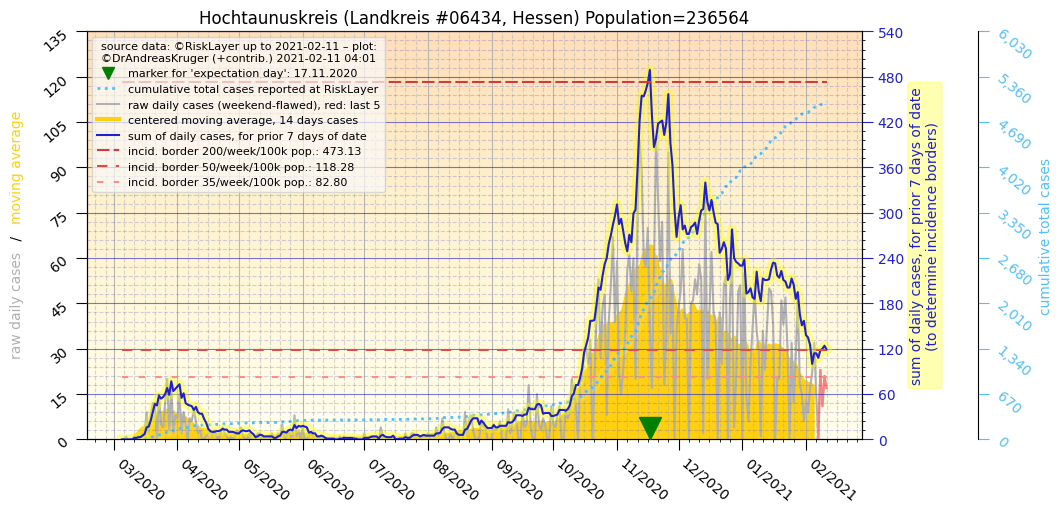 Hochtaunuskreis (Landkreis #06434, Hessen) Population=236564
source data: ©RiskLayer up to 2021-02-11 – plot:
©DrAndreasKruger (+contrib.) 2021-02-11 04:01
marker for 'expectation day': 17.11.2020
cumulative total cases reported at RiskLayer
raw daily cases (weekend-flawed), red: last 5
centered moving average, 14 days cases
sum of daily cases, for prior 7 days of date
incid. border 200/week/100k pop.: 473.13
incid. border 50/week/100k pop.: 118.28
incid. border 35/week/100k pop.: 82.80
raw daily cases / moving average
135
120
105
90
75
60
45
30
15
0
03/2020
04/2020
05/2020
06/2020
07/2020
08/2020
09/2020
10/2020
11/2020
12/2020
01/2021
02/2021
540
480
420
360
300
240
180
120
60
0
sum of daily cases, for prior 7 days of date
(to determine incidence borders)
6,030
5,360
4,690
4,020
3,350
2,680
2,010
1,340
670
0
cumulative total cases